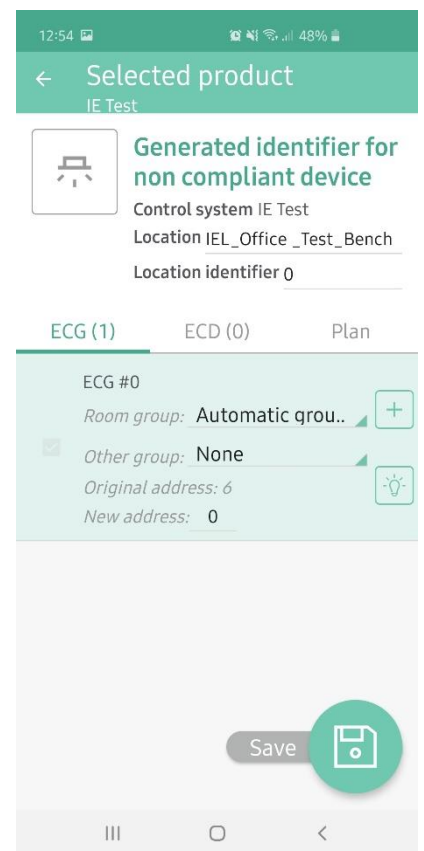 12:54 48%
Selected product
IE Test
Generated identifier for
non compliant device
Control system IE Test
Location IEL_Office _Test_Bench
Location identifier 0
ECG (1) ECD (0) Plan
ECG #0
Room group: Automatic grou..
+
Other group: None
Original address: 6
New address: 0
Save